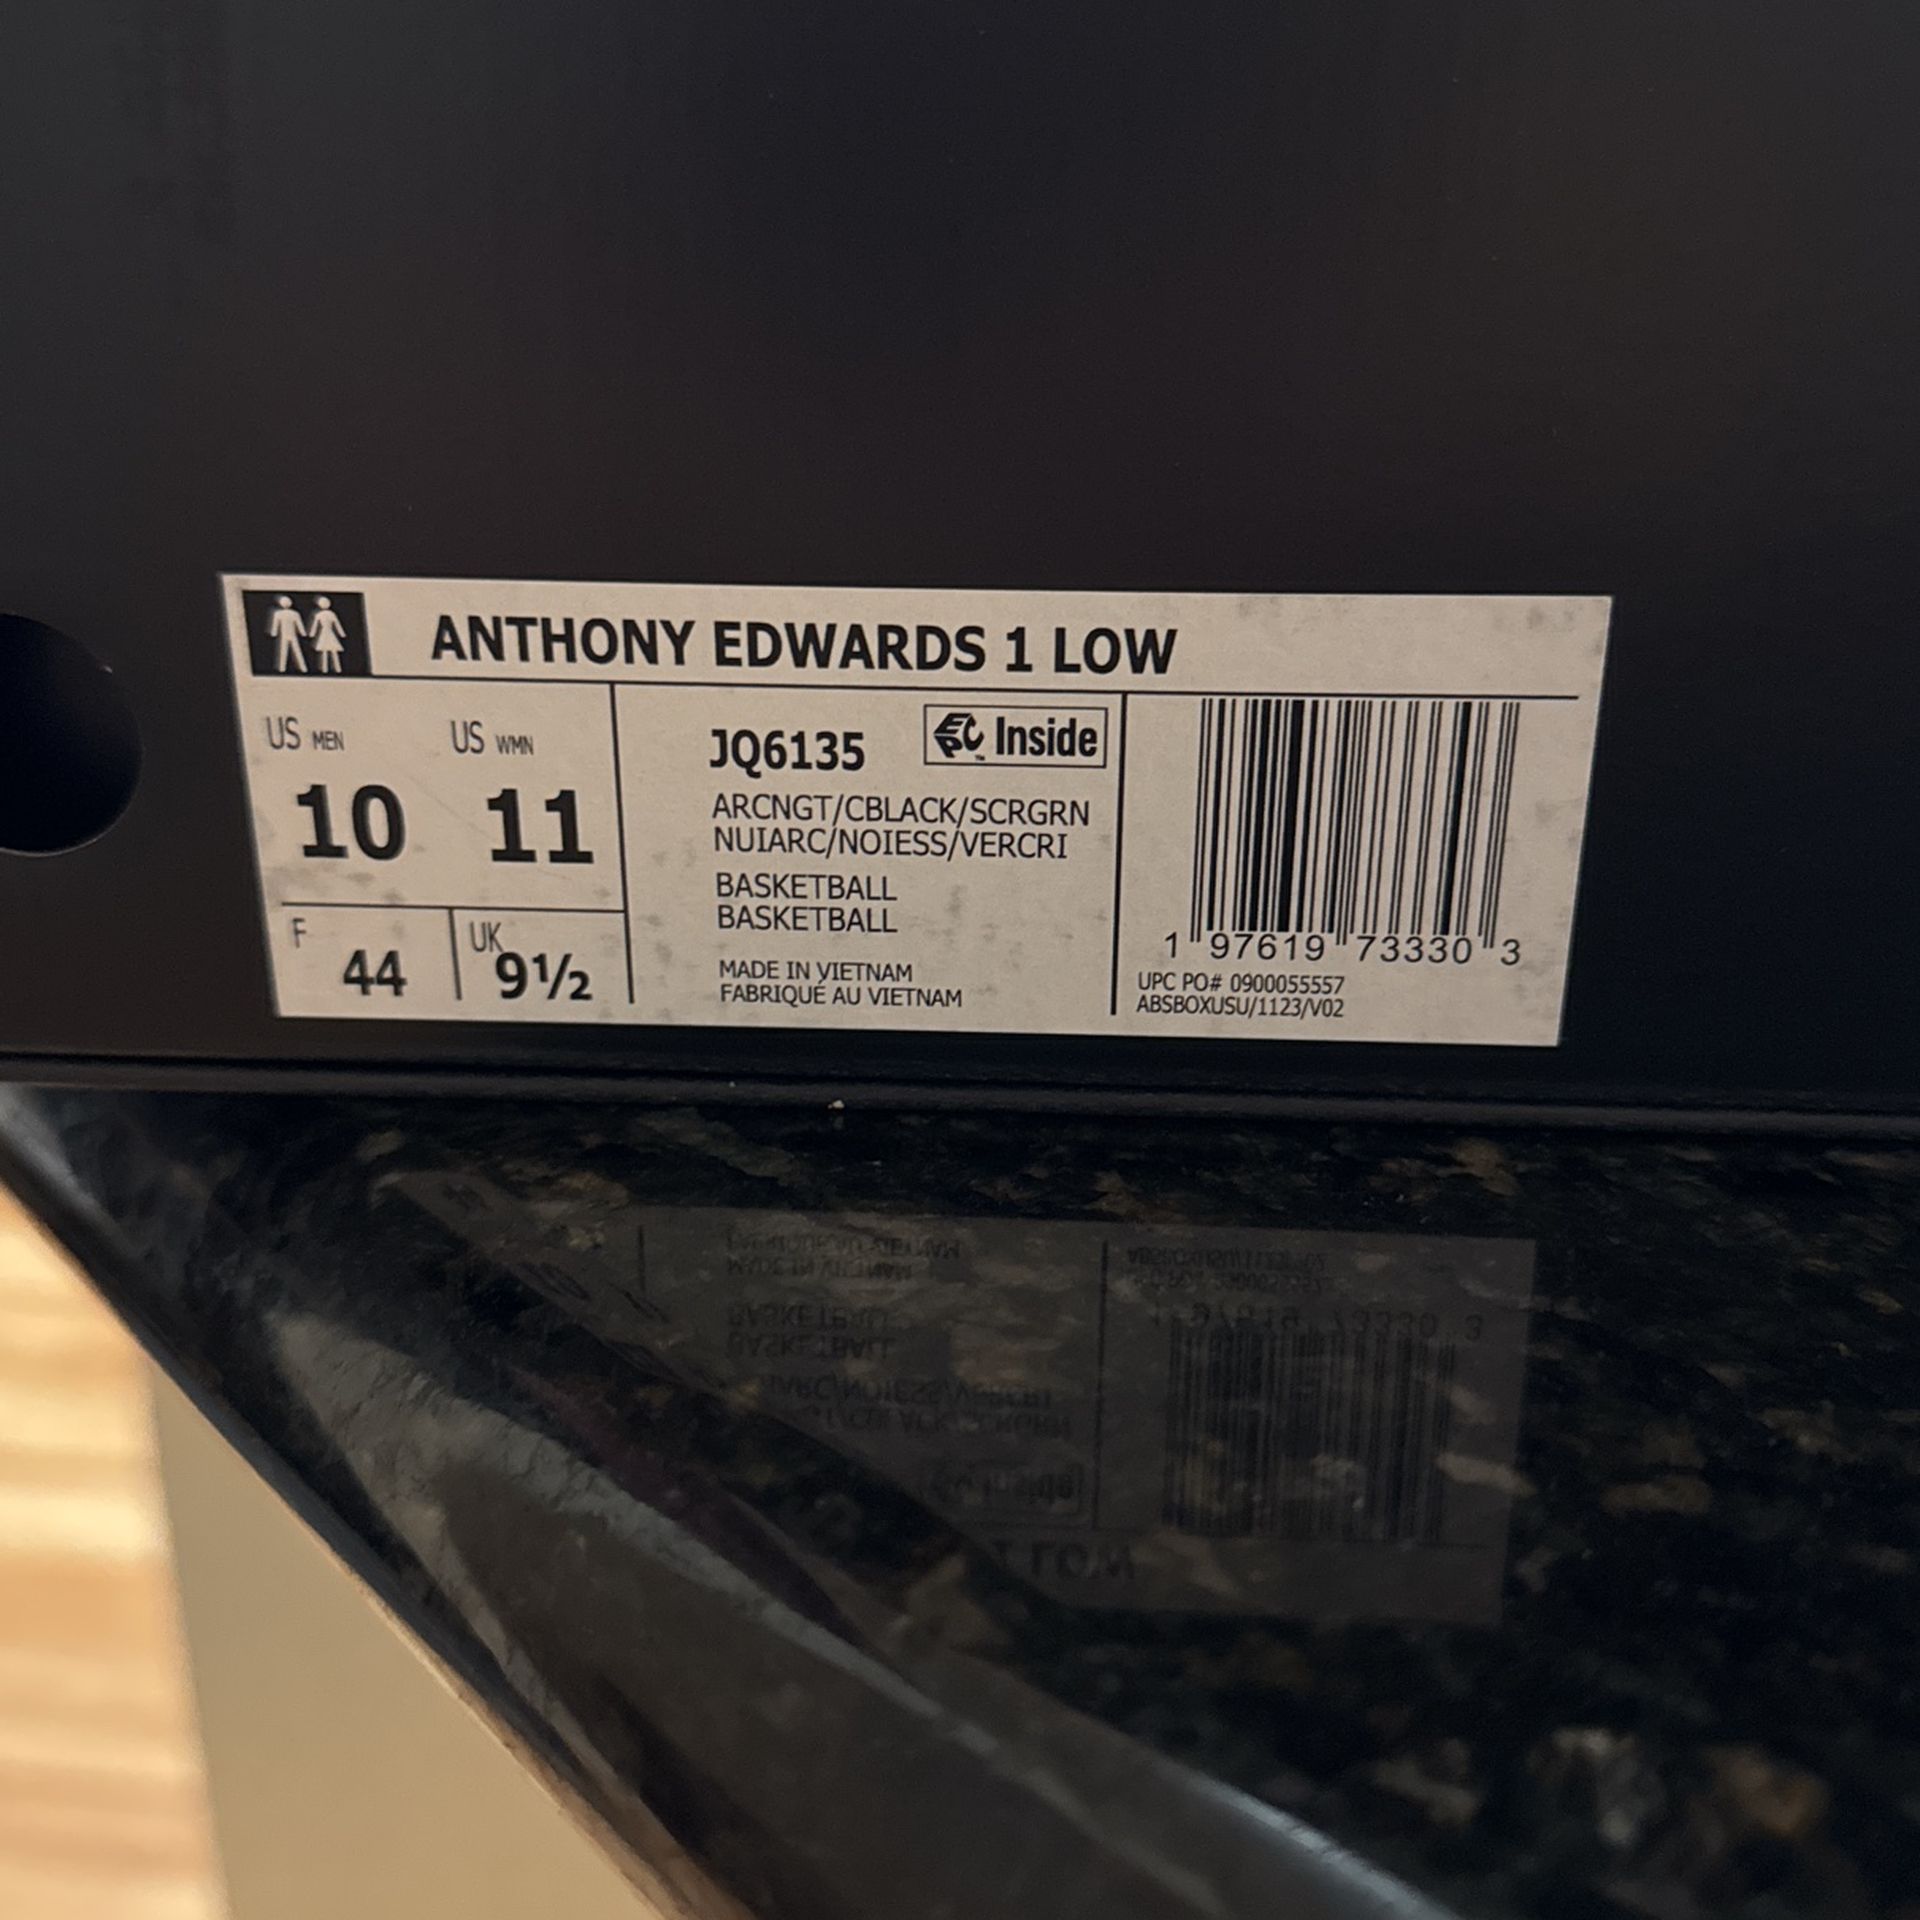 ANTHONY EDWARDS 1 LOW
US MEN
10
US WMN
11
F
44
UK
9½
JQ6135
EPC Inside
ARCNGT/CBLACK/SCRGRN
NUIARC/NOIESS/VERCRI
BASKETBALL
BASKETBALL
MADE IN VIETNAM
FABRIQUÉ AU VIETNAM
1 97619 73330 3
UPC PO# 0900055557
ABSBOXUSU/1123/V02